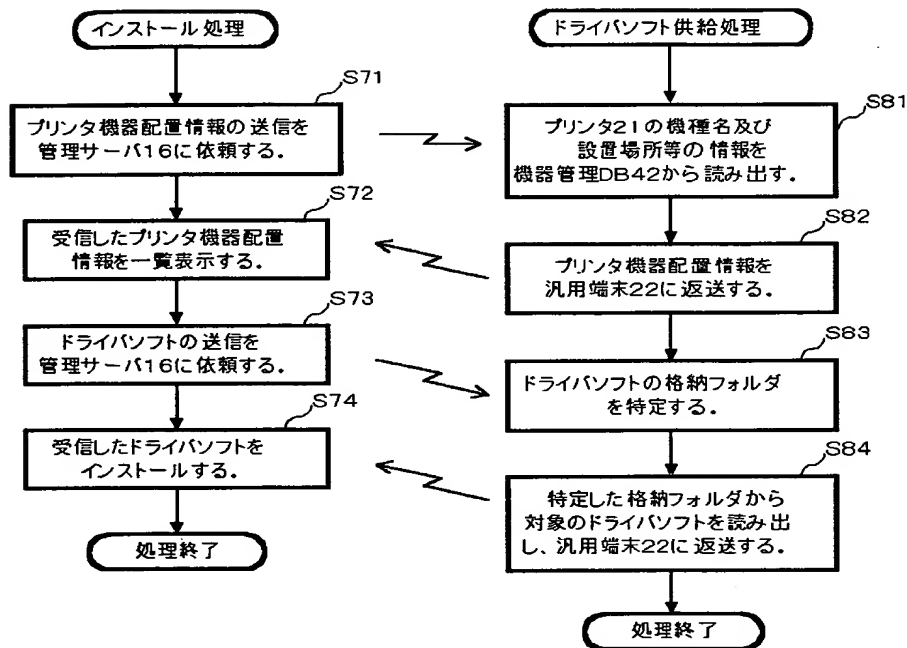 インストール処理
S71
プリンタ機器配置情報の送信を
管理サーバ16に依頼する。
S72
受信したプリンタ機器配置
情報を一覧表示する。
S73
ドライバソフトの送信を
管理サーバ16に依頼する。
S74
受信したドライバソフトを
インストールする。
処理終了
ドライバソフト供給処理
S81
プリンタ21の機種名及び
設置場所等の情報を
機器管理DB42から読み出す。
S82
プリンタ機器配置情報を
汎用端末22に返送する。
S83
ドライバソフトの格納フォルダ
を特定する。
S84
特定した格納フォルダから
対象のドライバソフトを読み出
し、汎用端末22に返送する。
処理終了